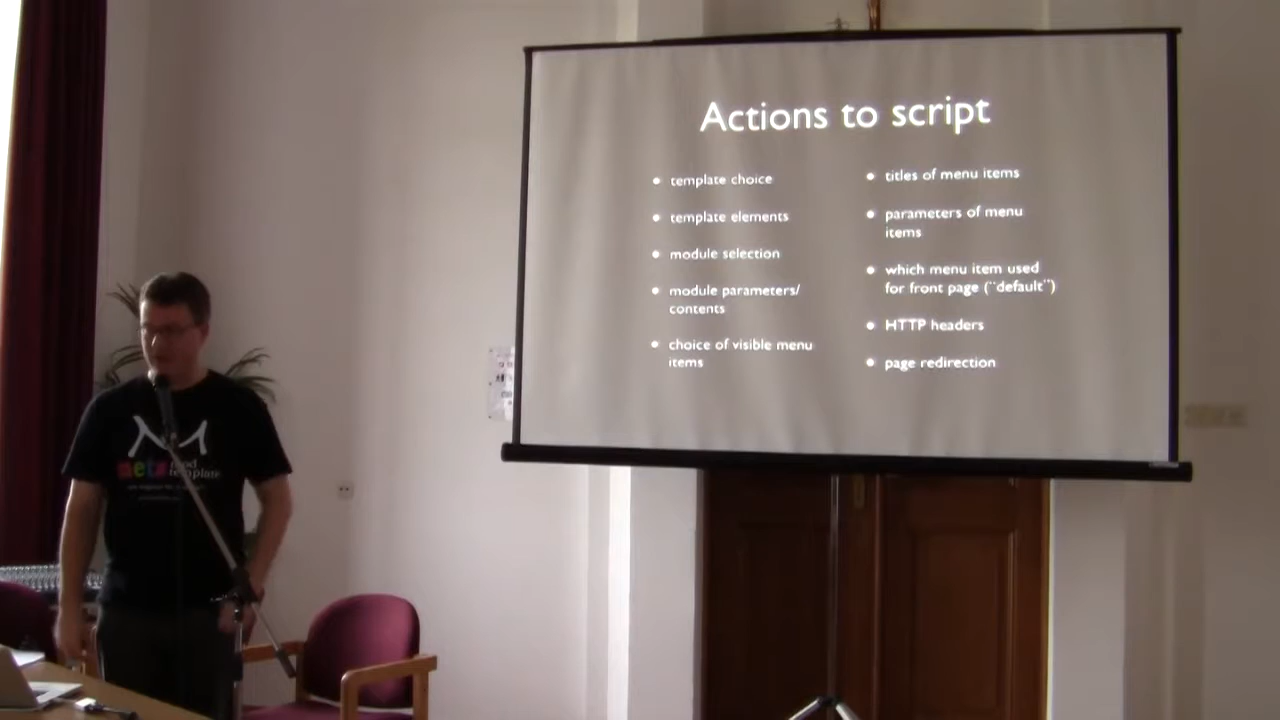 Actions to script
template choice
template elements
module selection
module parameters/
contents
choice of visible menu
items
titles of menu items
parameters of menu
items
which menu item used
for front page (“default”)
HTTP headers
page redirection
template